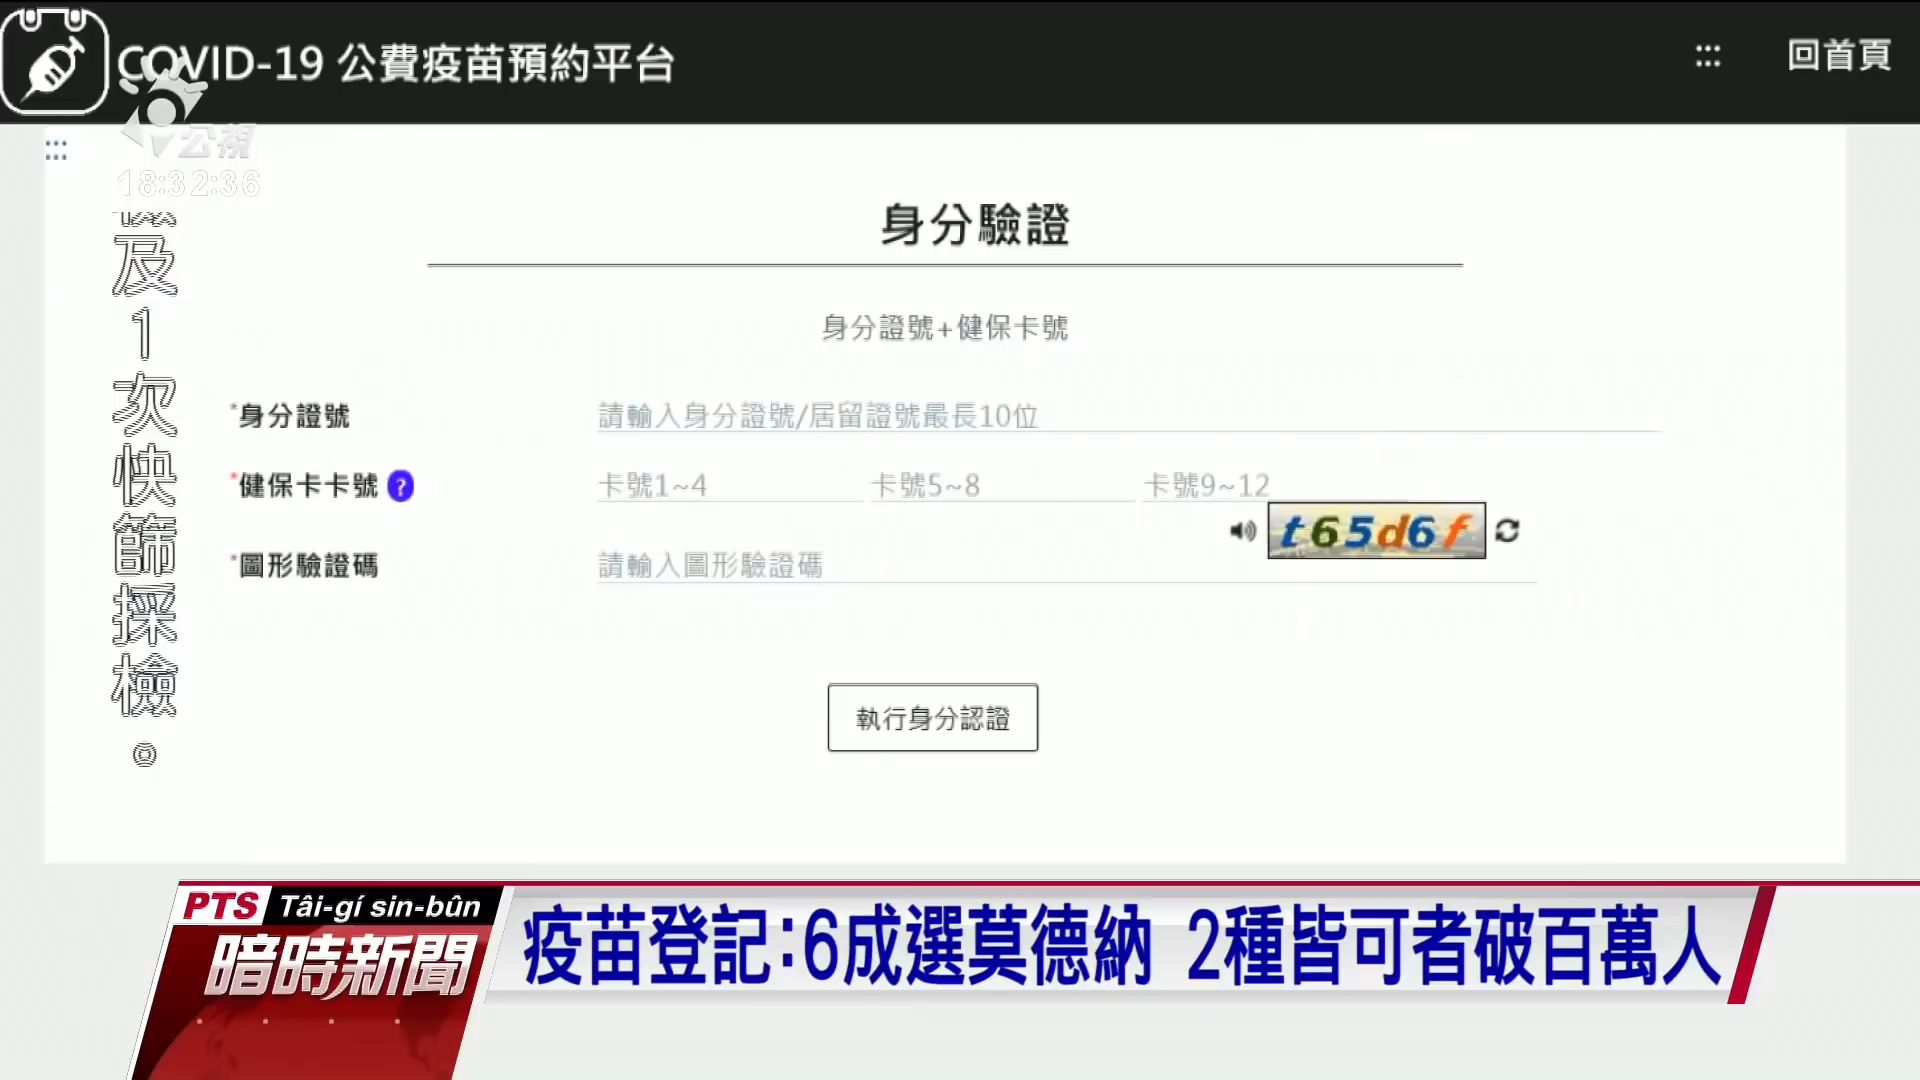 COVID-19 公費疫苗預約平台
回首頁
公視
18:32:36
及1次快篩採檢。
身分驗證
身分證號+健保卡號
*身分證號
請輸入身分證號/居留證號最長10位
*健保卡卡號 ?
卡號1~4
卡號5~8
卡號9~12
t65d6f
*圖形驗證碼
請輸入圖形驗證碼
執行身分認證
PTS Tâi-gí sin-bûn
暗時新聞
疫苗登記:6成選莫德納 2種皆可者破百萬人